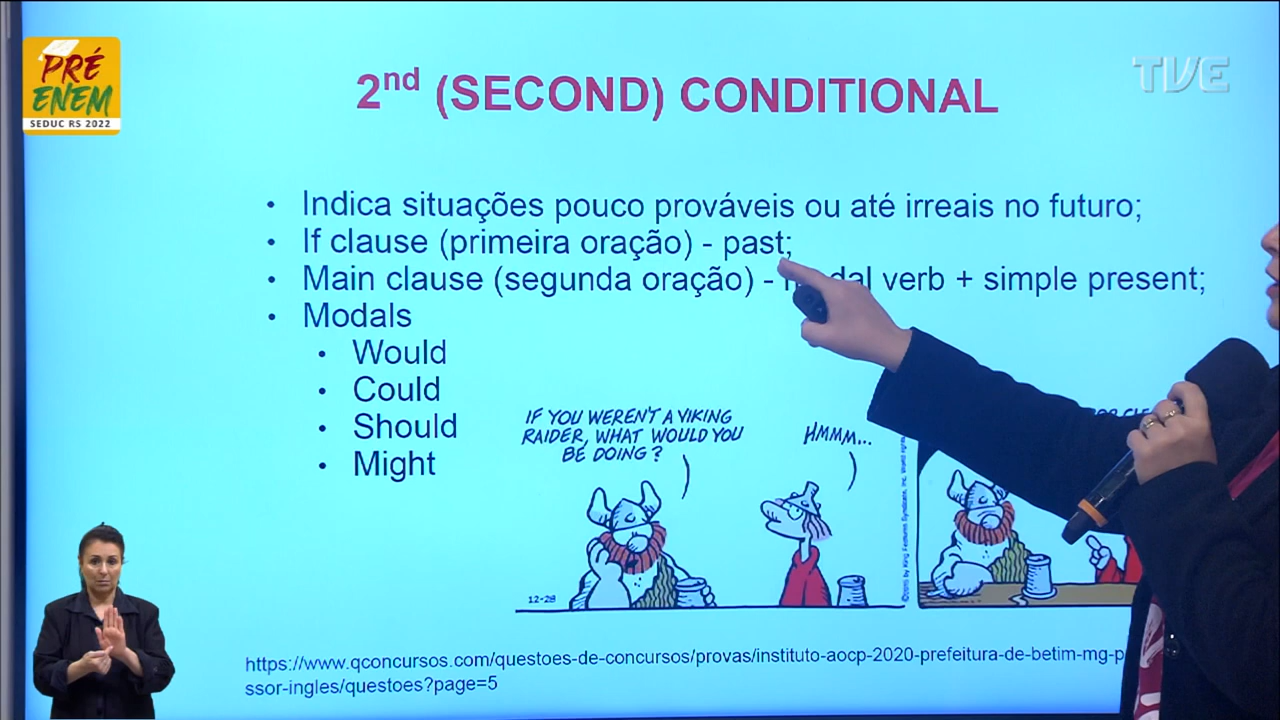 PRÉ
ENEM
SEDUC RS 2022
TVE
2nd (SECOND) CONDITIONAL
• Indica situações pouco prováveis ou até irreais no futuro;
• If clause (primeira oração) - past;
• Main clause (segunda oração) - verb + simple present;
• Modals
• Would
• Could
• Should
• Might
IF YOU WEREN'T A VIKING
RAIDER, WHAT WOULD YOU
BE DOING?
HMMM...
12-28
https://www.qconcursos.com/questoes-de-concursos/provas/instituto-aocp-2020-prefeitura-de-betim-mg-p
ssor-ingles/questoes?page=5